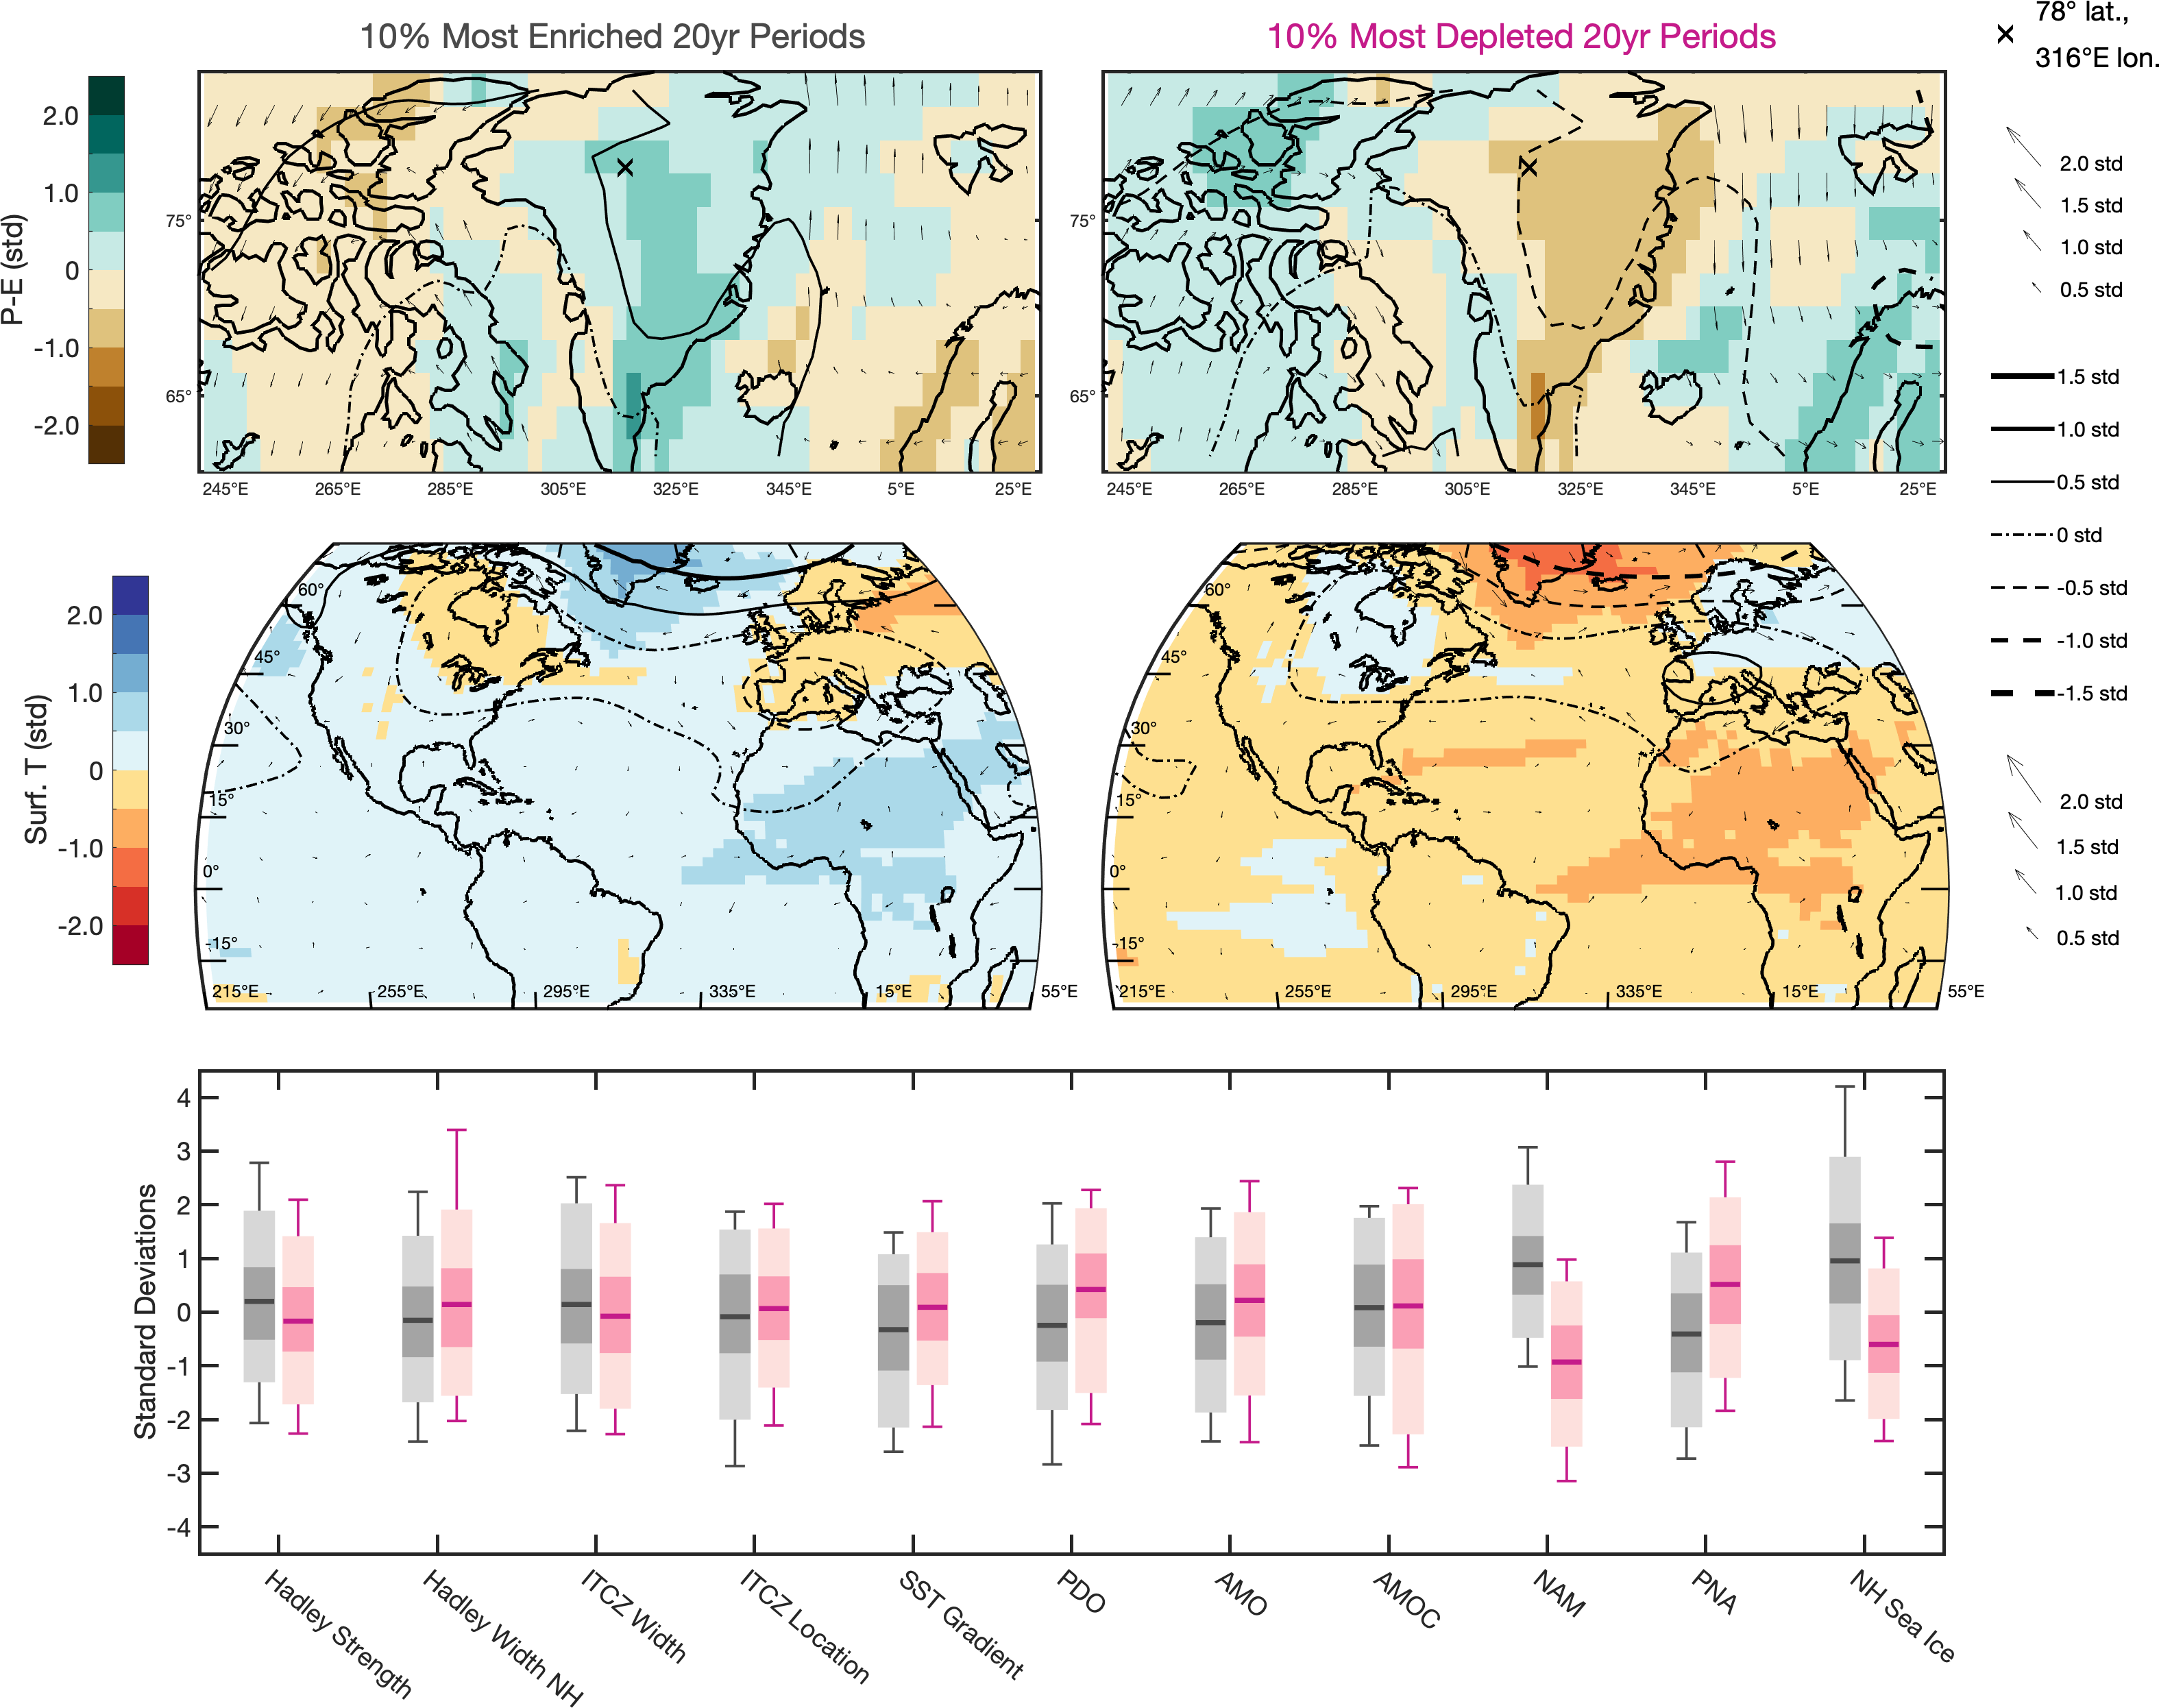 10% Most Enriched 20yr Periods
10% Most Depleted 20yr Periods
78° lat.,
316°E lon.
P-E (std)
2.0
1.0
0
-1.0
-2.0
75°
65°
245°E 265°E 285°E 305°E 325°E 345°E 5°E 25°E
75°
65°
245°E 265°E 285°E 305°E 325°E 345°E 5°E 25°E
2.0 std
1.5 std
1.0 std
0.5 std
1.5 std
1.0 std
0.5 std
0 std
-0.5 std
-1.0 std
-1.5 std
Surf. T (std)
2.0
1.0
0
-1.0
-2.0
60°
45°
30°
15°
0°
-15°
215°E 255°E 295°E 335°E 15°E 55°E
60°
45°
30°
15°
0°
-15°
215°E 255°E 295°E 335°E 15°E 55°E
2.0 std
1.5 std
1.0 std
0.5 std
Standard Deviations
4
3
2
1
0
-1
-2
-3
-4
Hadley Strength
Hadley Width NH
ITCZ Width
ITCZ Location
SST Gradient
PDO
AMO
AMOC
NAM
PNA
NH Sea Ice